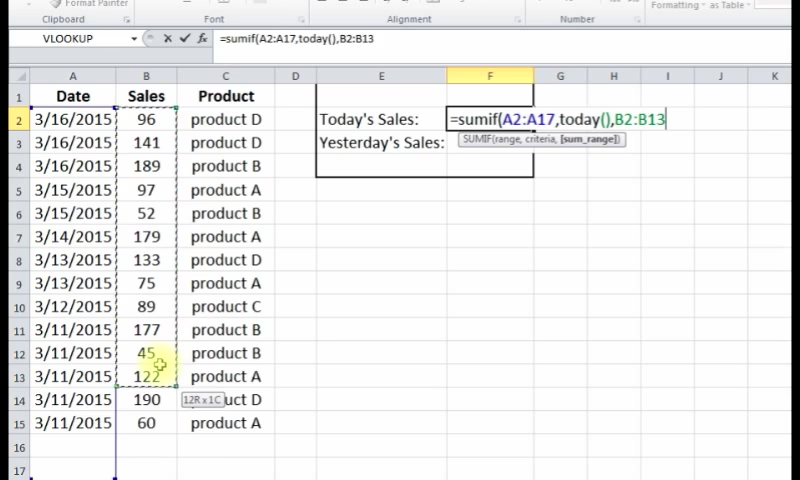 Format Painter
Formatting as Table
Clipboard Font Alignment Number
VLOOKUP =sumif(A2:A17,today(),B2:B13
A B C D E F G H I J K
1 Date Sales Product
2 3/16/2015 96 product D Today's Sales: =sumif(A2:A17,today(),B2:B13
3 3/16/2015 141 product D Yesterday's Sales: SUMIF(range, criteria, [sum_range])
4 3/16/2015 189 product B
5 3/15/2015 97 product A
6 3/15/2015 52 product B
7 3/14/2015 179 product A
8 3/13/2015 133 product D
9 3/13/2015 75 product A
10 3/12/2015 89 product C
11 3/11/2015 177 product B
12 3/11/2015 45 product B
13 3/11/2015 122 product A
14 3/11/2015 190 12R x 1C uct D
15 3/11/2015 60 product A
16
17